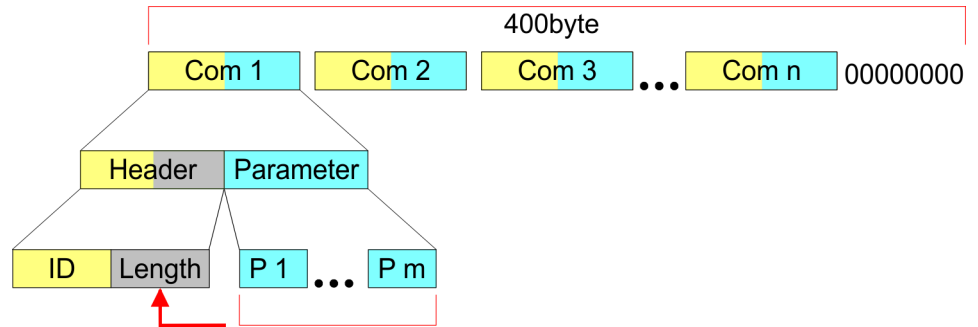 400byte
Com 1 Com 2 Com 3 ... Com n 00000000
Header Parameter
ID Length P 1 ... P m